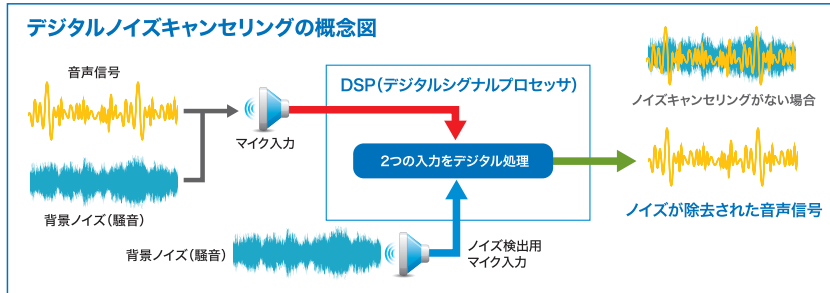 デジタルノイズキャンセリングの概念図
音声信号
背景ノイズ（騒音）
マイク入力
DSP（デジタルシグナルプロセッサ）
2つの入力をデジタル処理
背景ノイズ（騒音）
ノイズ検出用
マイク入力
ノイズキャンセリングがない場合
ノイズが除去された音声信号